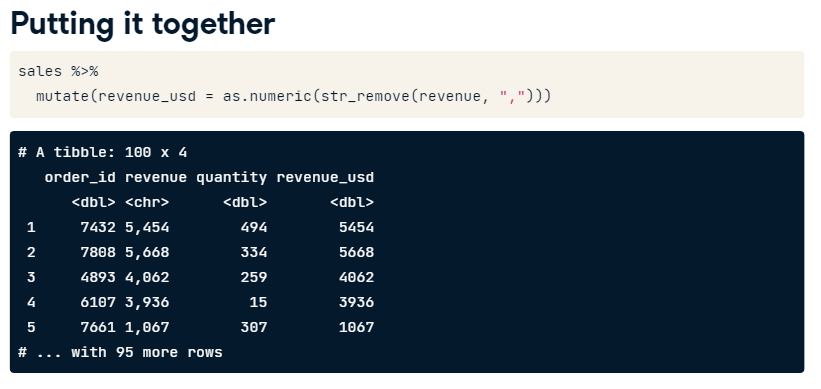 Putting it together
sales %>%
  mutate(revenue_usd = as.numeric(str_remove(revenue, ",")))
# A tibble: 100 x 4
   order_id revenue quantity revenue_usd
      <dbl> <chr>      <dbl>       <dbl>
 1     7432 5,454        494        5454
 2     7808 5,668        334        5668
 3     4893 4,062        259        4062
 4     6107 3,936         15        3936
 5     7661 1,067        307        1067
# ... with 95 more rows